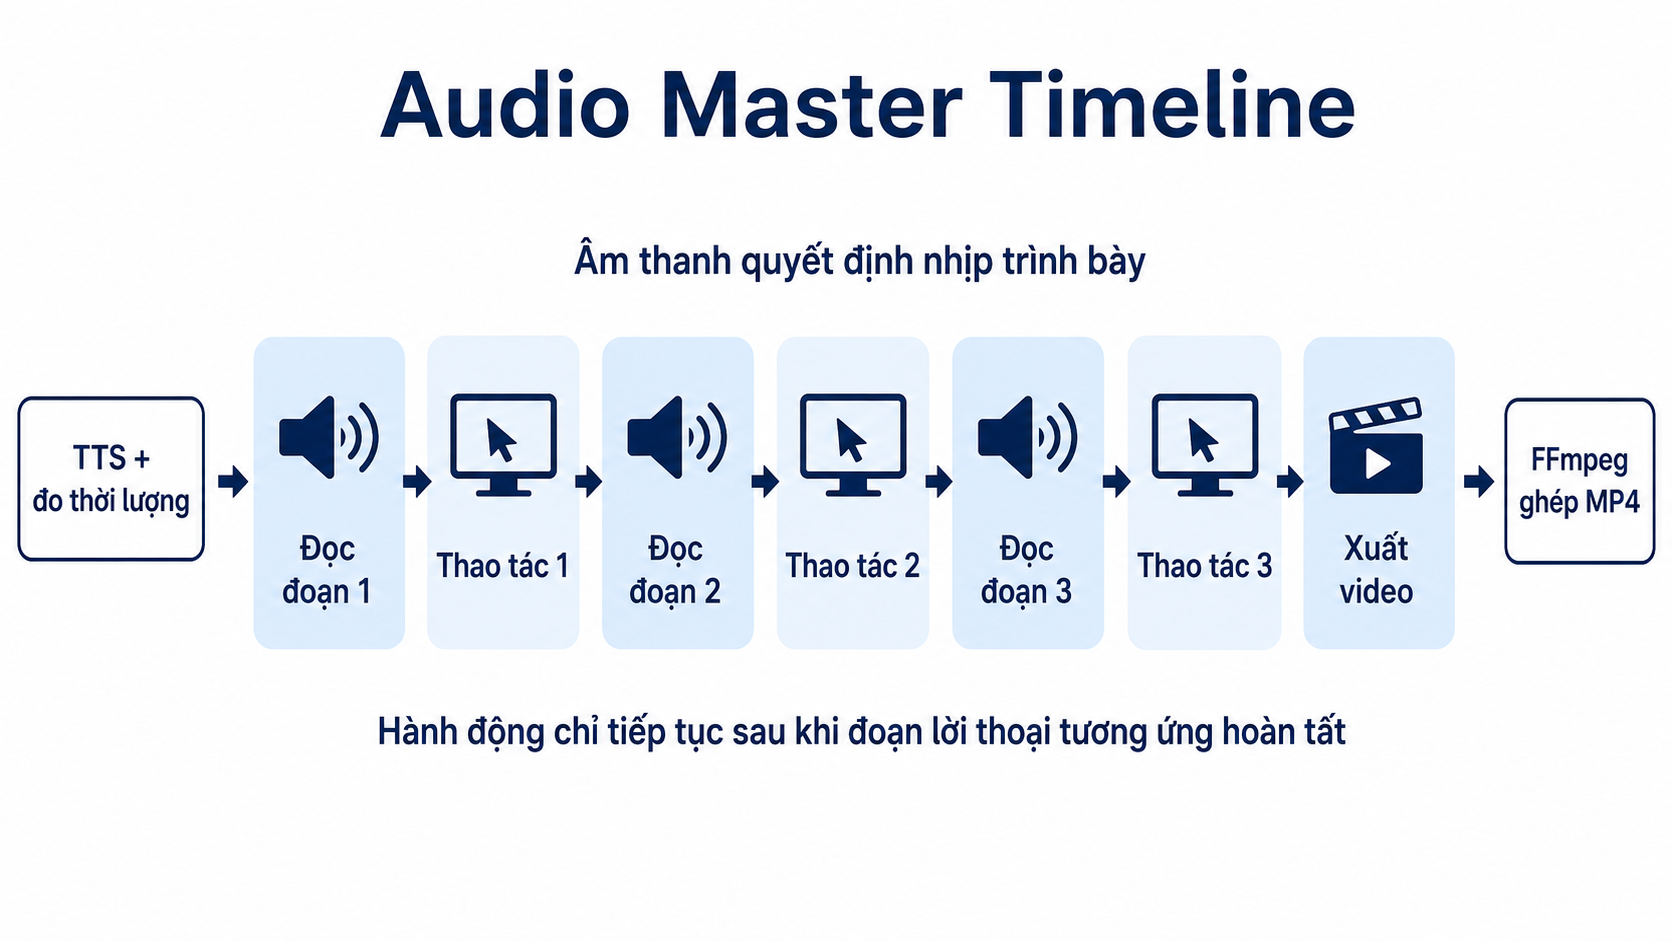 Audio Master Timeline
Âm thanh quyết định nhịp trình bày
TTS +
đo thời lượng
Đọc
đoạn 1
Thao tác 1
Đọc
đoạn 2
Thao tác 2
Đọc
đoạn 3
Thao tác 3
Xuất
video
FFmpeg
ghép MP4
Hành động chỉ tiếp tục sau khi đoạn lời thoại tương ứng hoàn tất